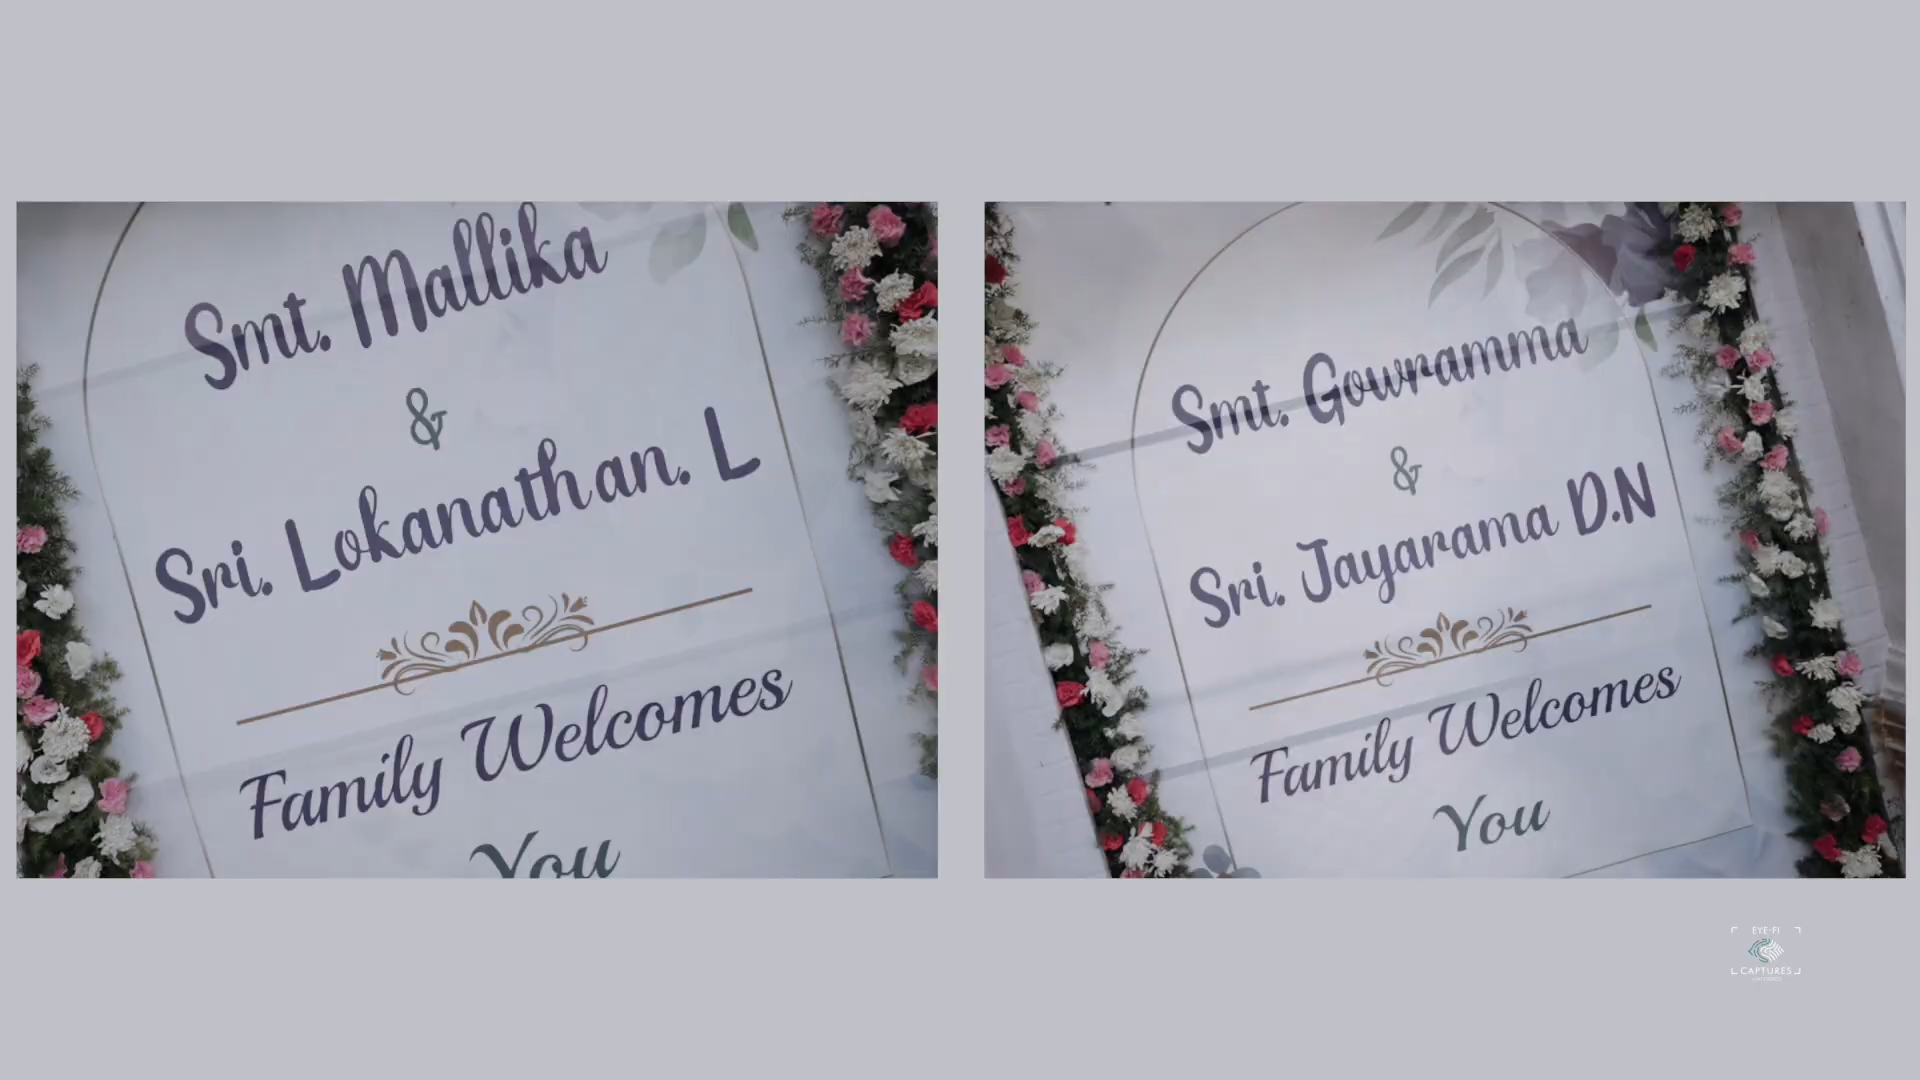 Smt. Mallika
&
Sri. Lokanathan. L
Family Welcomes
You
Smt. Gowramma
&
Sri. Jayarama D.N
Family Welcomes
You
EYE-FI
CAPTURES